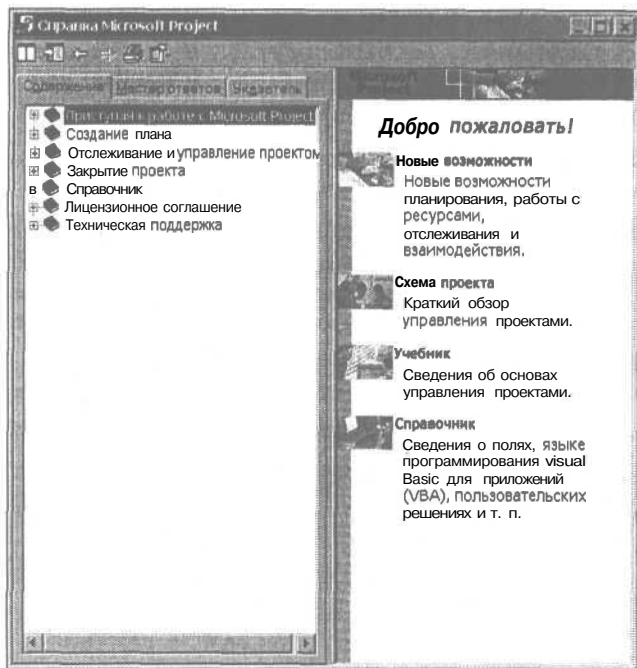 Справка Microsoft Project
Содержание Мастер ответов Указатель
Приступая к работе с Microsoft Project
Создание плана
Отслеживание и управление проектом
Закрытие проекта
в Справочник
Лицензионное соглашение
Техническая поддержка
Microsoft
Project
Добро пожаловать!
Новые возможности
Новые возможности
планирования, работы с
ресурсами,
отслеживания и
взаимодействия.
Схема проекта
Краткий обзор
управления проектами.
Учебник
Сведения об основах
управления проектами.
Справочник
Сведения о полях, языке
программирования visual
Basic для приложений
(VBA), пользовательских
решениях и т. п.